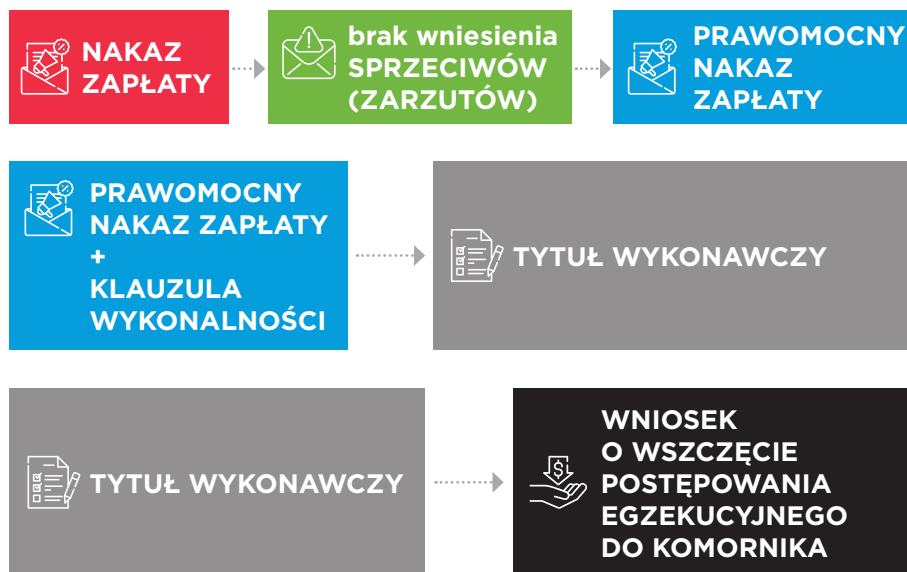 NAKAZ
ZAPŁATY
brak wniesienia
SPRZECIWÓW
(ZARZUTÓW)
PRAWOMOCNY
NAKAZ
ZAPŁATY
PRAWOMOCNY
NAKAZ ZAPŁATY
+
KLAUZULA
WYKONALNOŚCI
TYTUŁ WYKONAWCZY
TYTUŁ WYKONAWCZY
WNIOSEK
O WSZCZĘCIE
POSTĘPOWANIA
EGZEKUCYJNEGO
DO KOMORNIKA